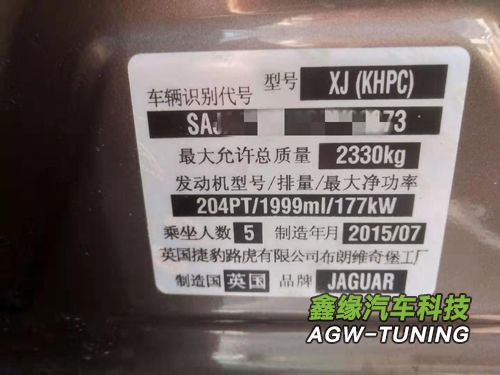 型号 XJ (KHPC)
车辆识别代号
SAJ 673
最大允许总质量 2330kg
发动机型号/排量/最大净功率
204PT/1999ml/177kW
乘坐人数 5 制造年月 2015/07
英国捷豹路虎有限公司布朗维奇堡工厂
制造国 英国 品牌 JAGUAR
鑫缘汽车科技
AGW-TUNING